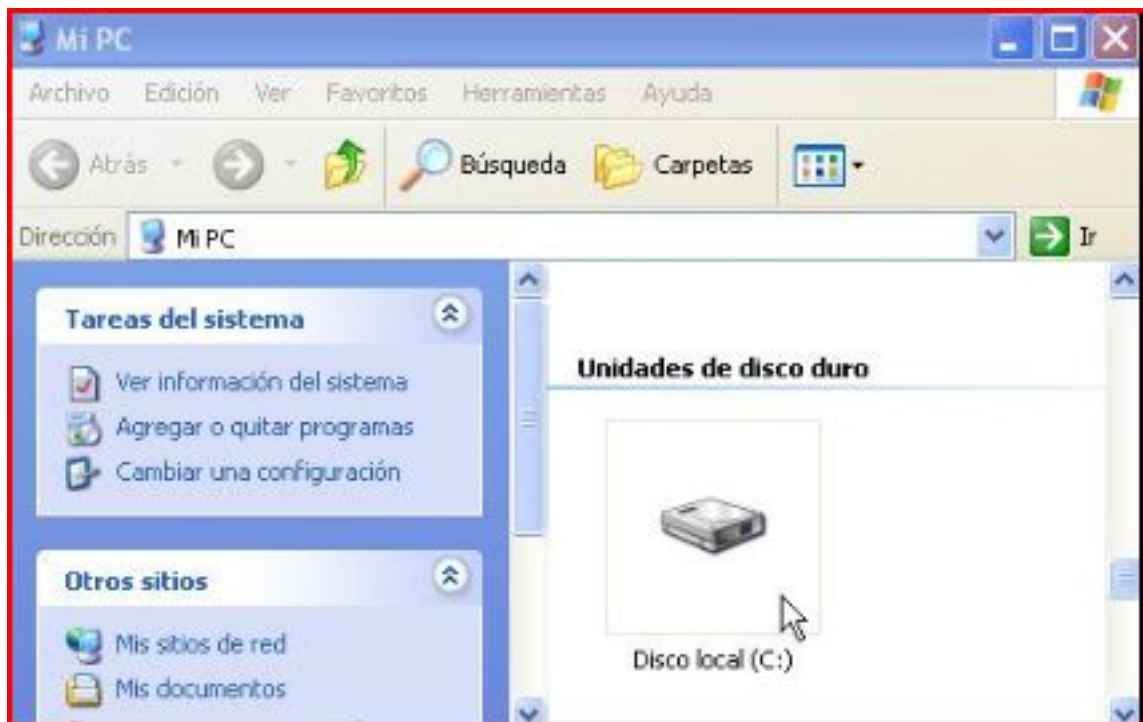 Mi PC
Archivo Edición Ver Favoritos Herramientas Ayuda
Atrás Búsqueda Carpetas
Dirección Mi PC Ir
Tareas del sistema
Ver información del sistema
Agregar o quitar programas
Cambiar una configuración
Otros sitios
Mis sitios de red
Mis documentos
Unidades de disco duro
Disco local (C:)